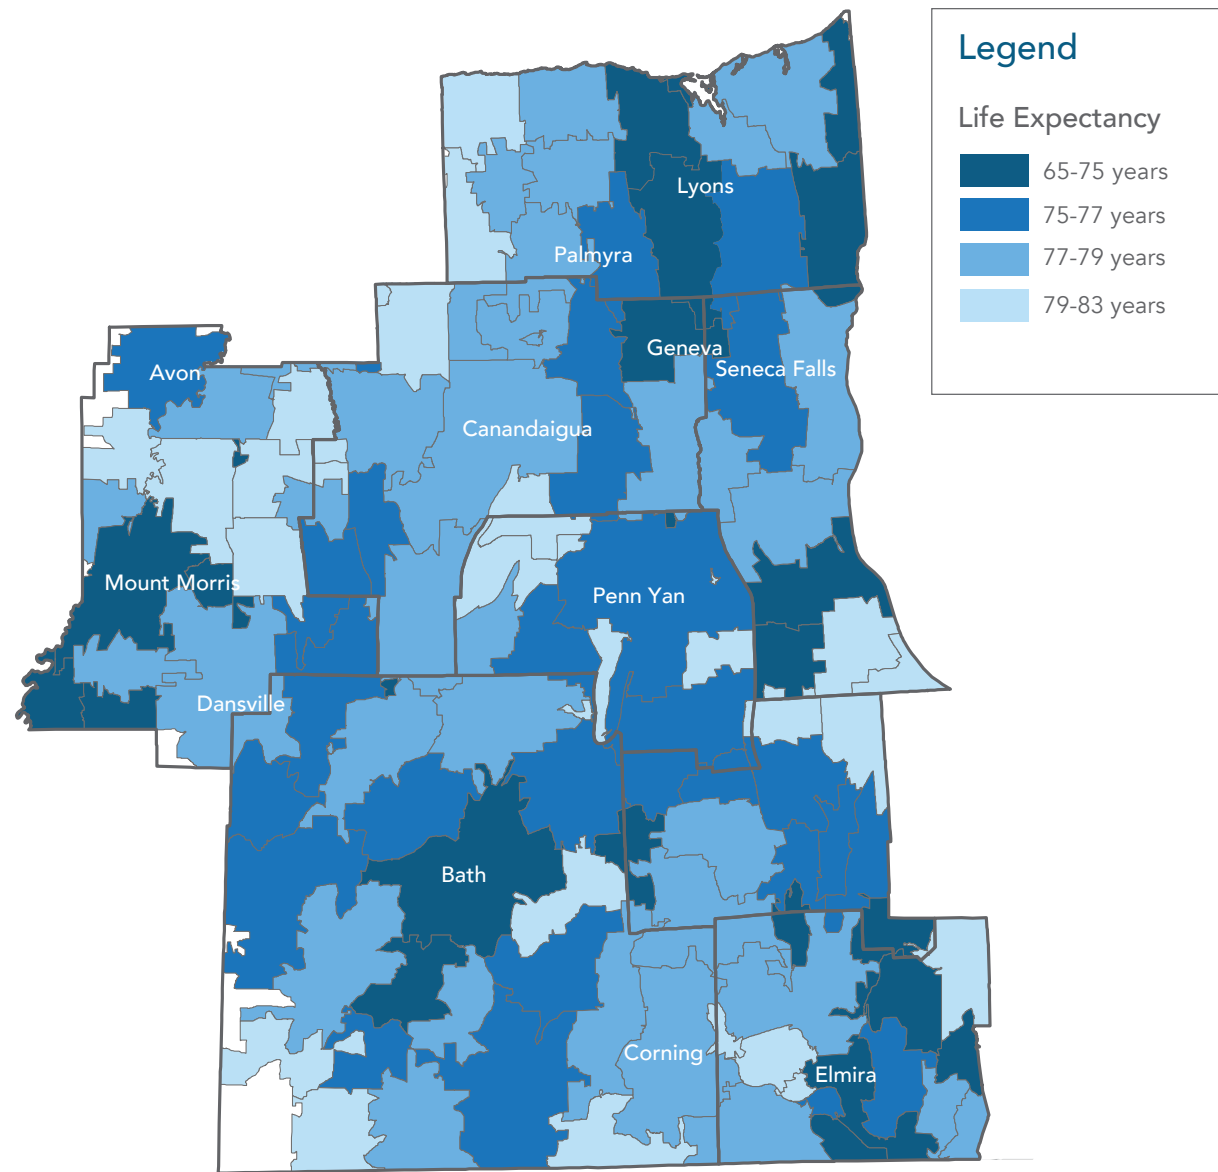 Legend
Life Expectancy
65-75 years
75-77 years
77-79 years
79-83 years
Lyons
Palmyra
Geneva
Seneca Falls
Avon
Canandaigua
Mount Morris
Penn Yan
Dansville
Bath
Corning
Elmira